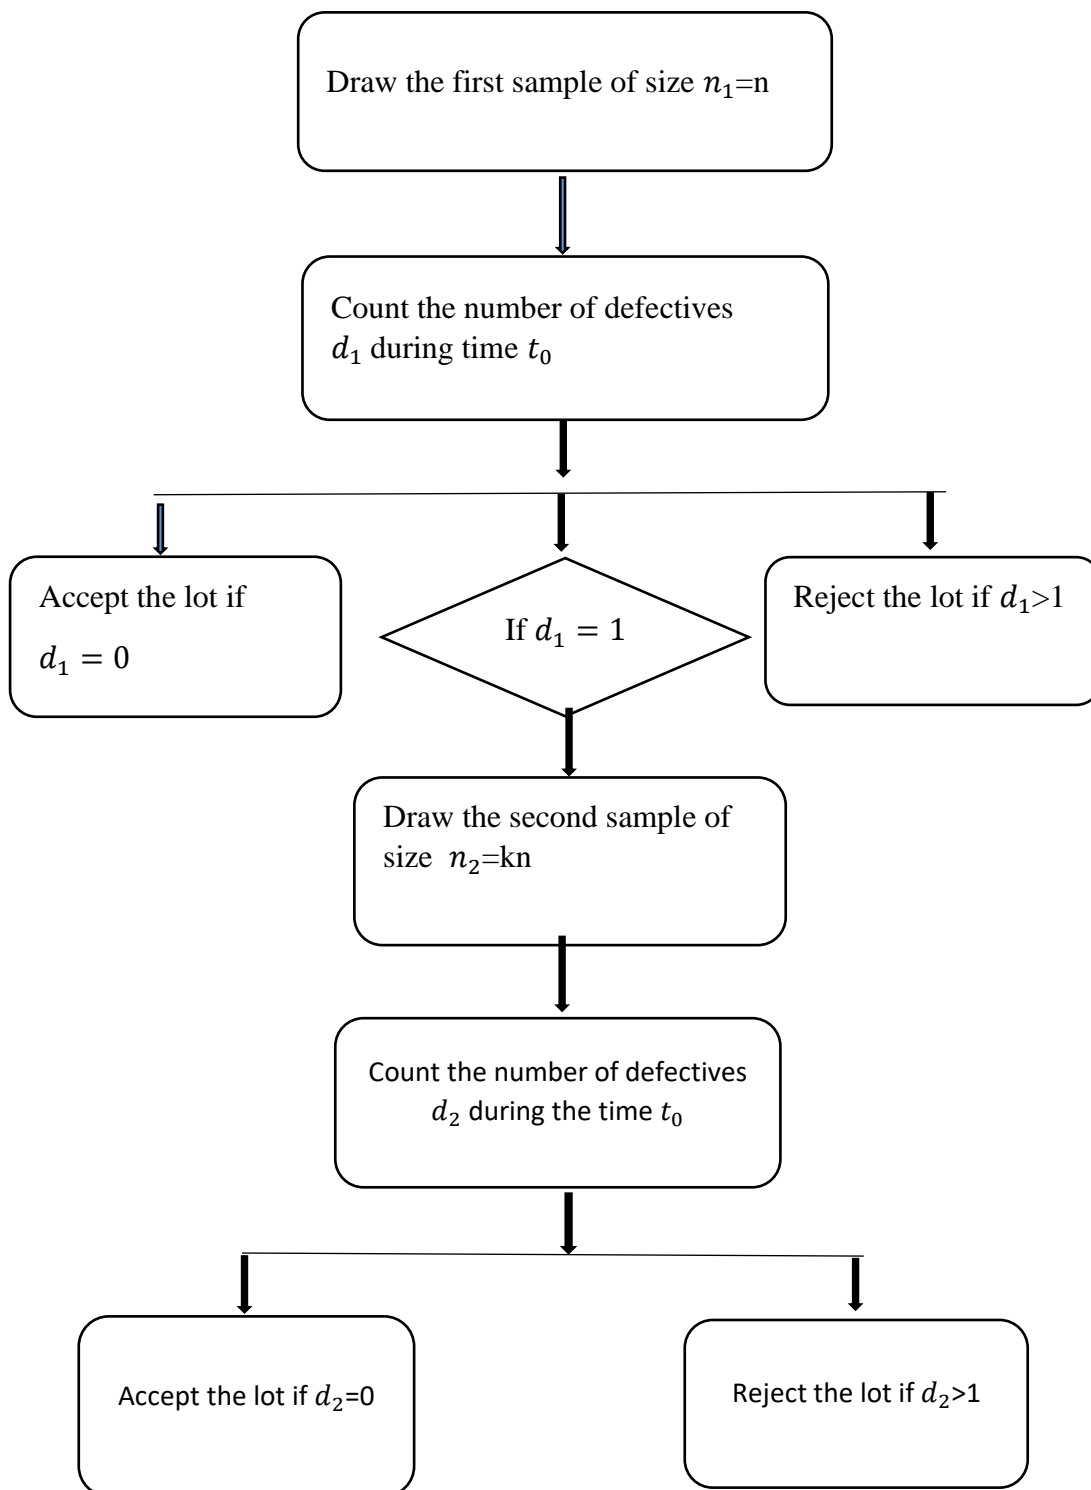 Draw the first sample of size n₁=n
Count the number of defectives
d₁ during time t₀
Accept the lot if
d₁ = 0
If d₁ = 1
Reject the lot if d₁>1
Draw the second sample of
size n₂=kn
Count the number of defectives
d₂ during the time t₀
Accept the lot if d₂=0
Reject the lot if d₂>1